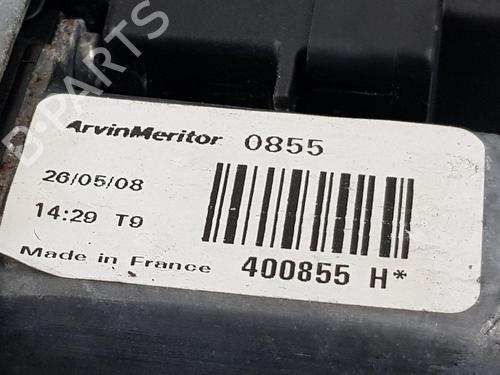 B-PARTS
ArvinMeritor 0855
26/05/08
14:29 T9
Made in France 400855 H*